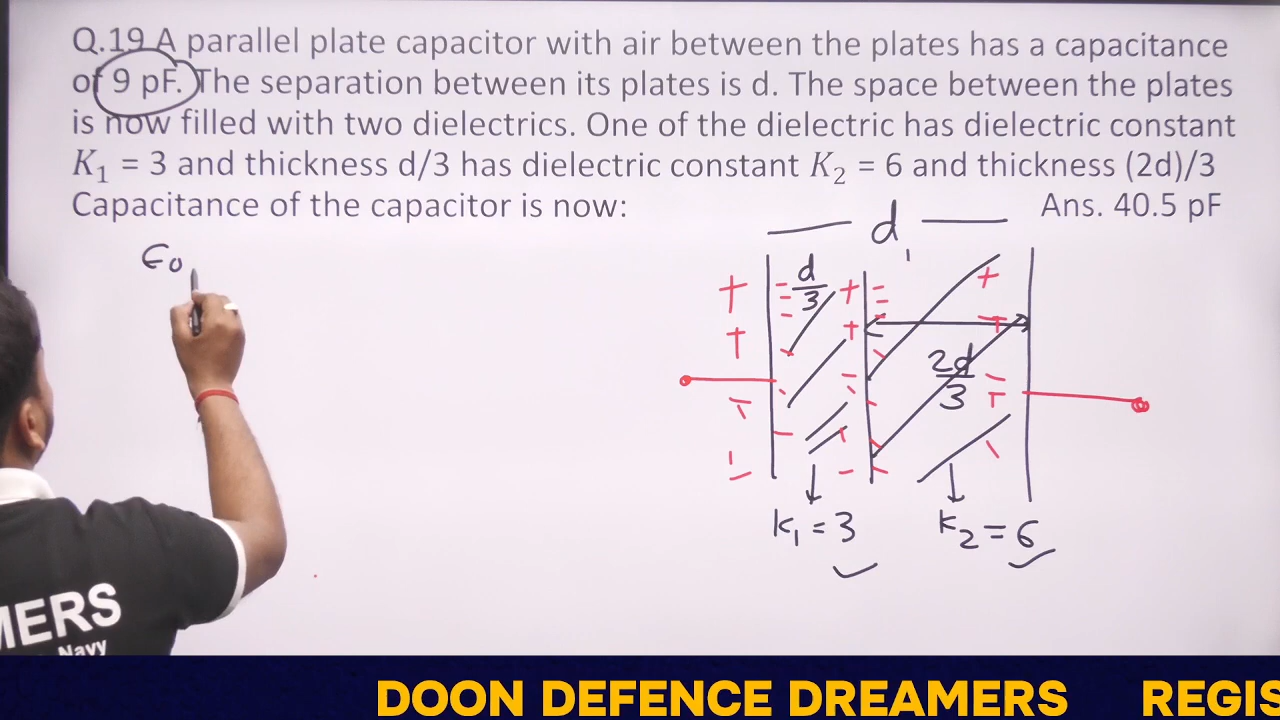 Q.19 A parallel plate capacitor with air between the plates has a capacitance
of 9 pF. The separation between its plates is d. The space between the plates
is now filled with two dielectrics. One of the dielectric has dielectric constant
K₁ = 3 and thickness d/3 has dielectric constant K₂ = 6 and thickness (2d)/3
Capacitance of the capacitor is now: Ans. 40.5 pF
d
ϵ₀
d/3
2d/3
k₁ = 3
k₂ = 6
MERS
Navy
DOON DEFENCE DREAMERS REGIS